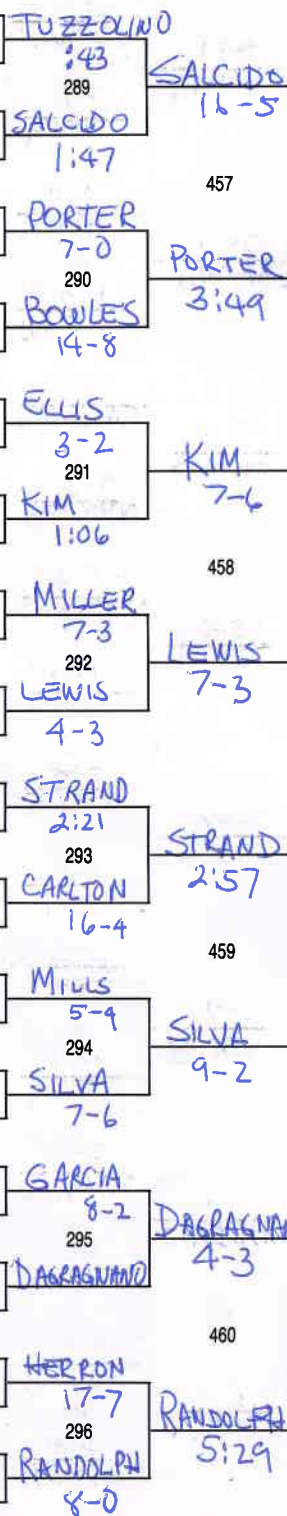 TUZZOLINO
:43
289
SALCIDO
1:47
SALCIDO
16-5
457
PORTER
7-0
290
BOWLES
14-8
PORTER
3:49
ELLIS
3-2
291
KIM
1:06
KIM
7-6
458
MILLER
7-3
292
LEWIS
4-3
LEWIS
7-3
STRAND
2:21
293
CARLTON
16-4
STRAND
2:57
459
MILLS
5-4
294
SILVA
7-6
SILVA
9-2
GARCIA
8-2
295
DAGRAGNANO
DAGRAGNAN
4-3
460
HERRON
17-7
296
RANDOLPH
8-0
RANDOLPH
5:29